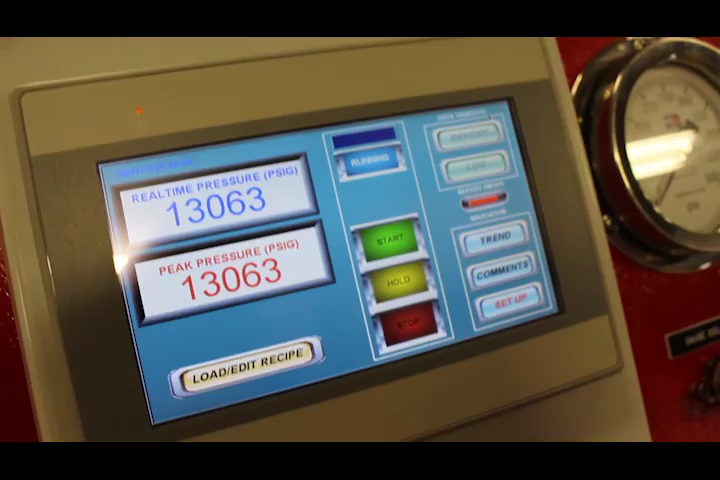 REALTIME PRESSURE (PSIG)
13063
PEAK PRESSURE (PSIG)
13063
LOAD/EDIT RECIPE
RUNNING
START
HOLD
STOP
LOG
TREND
COMMENTS
SET UP